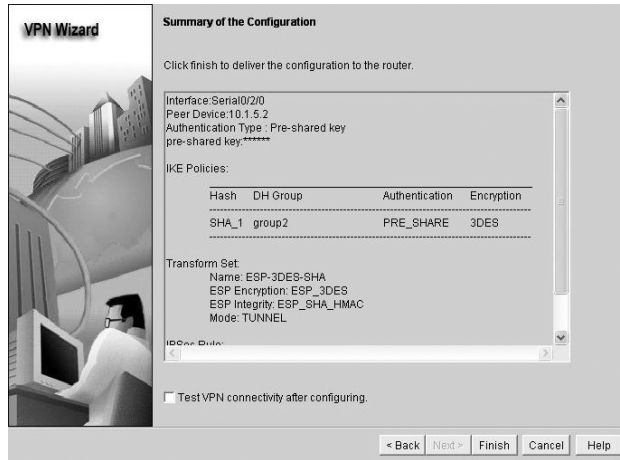 VPN Wizard
Summary of the Configuration
Click finish to deliver the configuration to the router.
Interface:Serial0/2/0
Peer Device:10.1.5.2
Authentication Type : Pre-shared key
pre-shared key:******
IKE Policies:
Hash DH Group Authentication Encryption
SHA_1 group2 PRE_SHARE 3DES
Transform Set:
Name: ESP-3DES-SHA
ESP Encryption: ESP_3DES
ESP Integrity: ESP_SHA_HMAC
Mode: TUNNEL
IPSec Rule:
Test VPN connectivity after configuring.
< Back Next > Finish Cancel Help